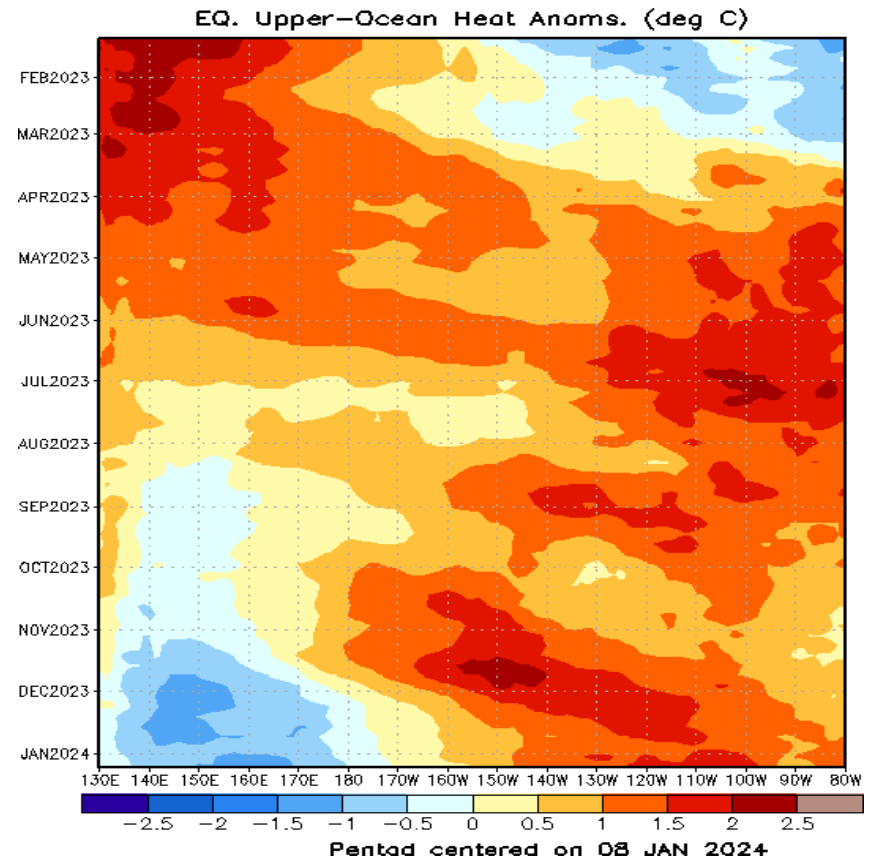 EQ. Upper-Ocean Heat Anoms. (deg C)
FEB2023
MAR2023
APR2023
MAY2023
JUN2023
JUL2023
AUG2023
SEP2023
OCT2023
NOV2023
DEC2023
JAN2024
130E 140E 150E 160E 170E 180 170W 160W 150W 140W 130W 120W 110W 100W 90W 80W
-2.5 -2 -1.5 -1 -0.5 0 0.5 1 1.5 2 2.5
Pentad centered on 08 JAN 2024